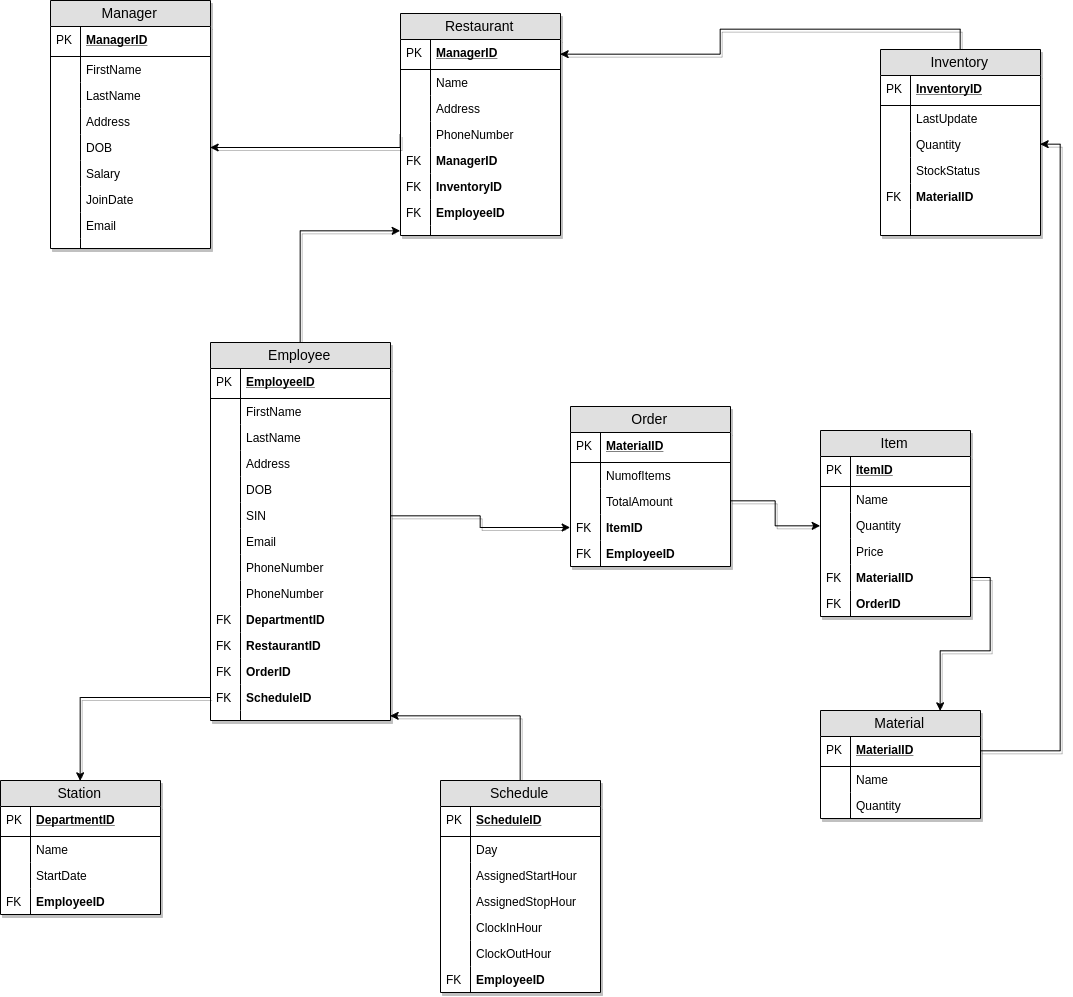 Manager
PK ManagerID
FirstName
LastName
Address
DOB
Salary
JoinDate
Email
Restaurant
PK ManagerID
Name
Address
PhoneNumber
FK ManagerID
FK InventoryID
FK EmployeeID
Inventory
PK InventoryID
LastUpdate
Quantity
StockStatus
FK MaterialID
Employee
PK EmployeeID
FirstName
LastName
Address
DOB
SIN
Email
PhoneNumber
PhoneNumber
FK DepartmentID
FK RestaurantID
FK OrderID
FK ScheduleID
Order
PK MaterialID
NumofItems
TotalAmount
FK ItemID
FK EmployeeID
Item
PK ItemID
Name
Quantity
Price
FK MaterialID
FK OrderID
Material
PK MaterialID
Name
Quantity
Station
PK DepartmentID
Name
StartDate
FK EmployeeID
Schedule
PK ScheduleID
Day
AssignedStartHour
AssignedStopHour
ClockInHour
ClockOutHour
FK EmployeeID